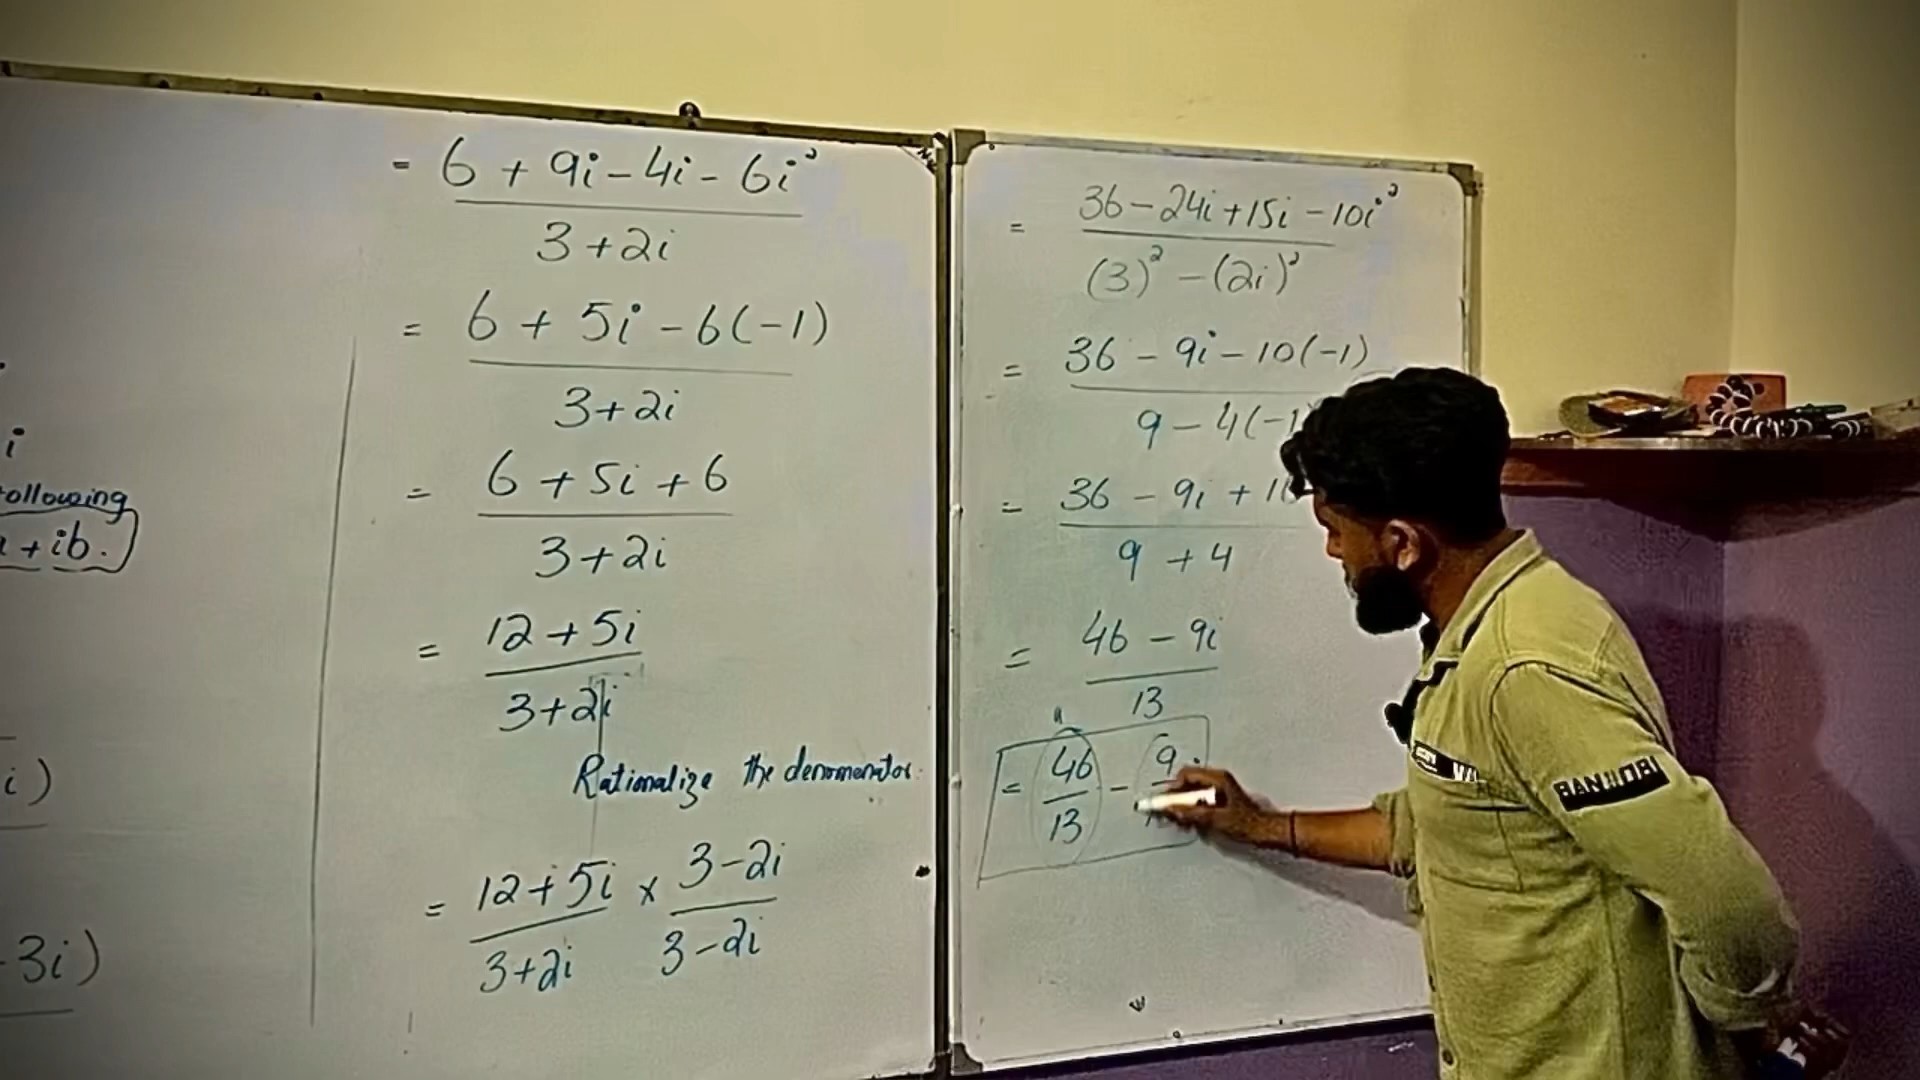 i
following
a + ib.
i)
-3i)
= 6 + 9i - 4i - 6i²
3 + 2i
= 6 + 5i - 6(-1)
3 + 2i
= 6 + 5i + 6
3 + 2i
= 12 + 5i
3 + 2i
Rationalize the denomenator.
= 12 + 5i × 3 - 2i
3 + 2i 3 - 2i
= 36 - 24i + 15i - 10i²
(3)² - (2i)²
= 36 - 9i - 10(-1)
9 - 4(-1
= 36 - 9i + 1
9 + 4
= 46 - 9i
13
a
= 46 - 9 i
13